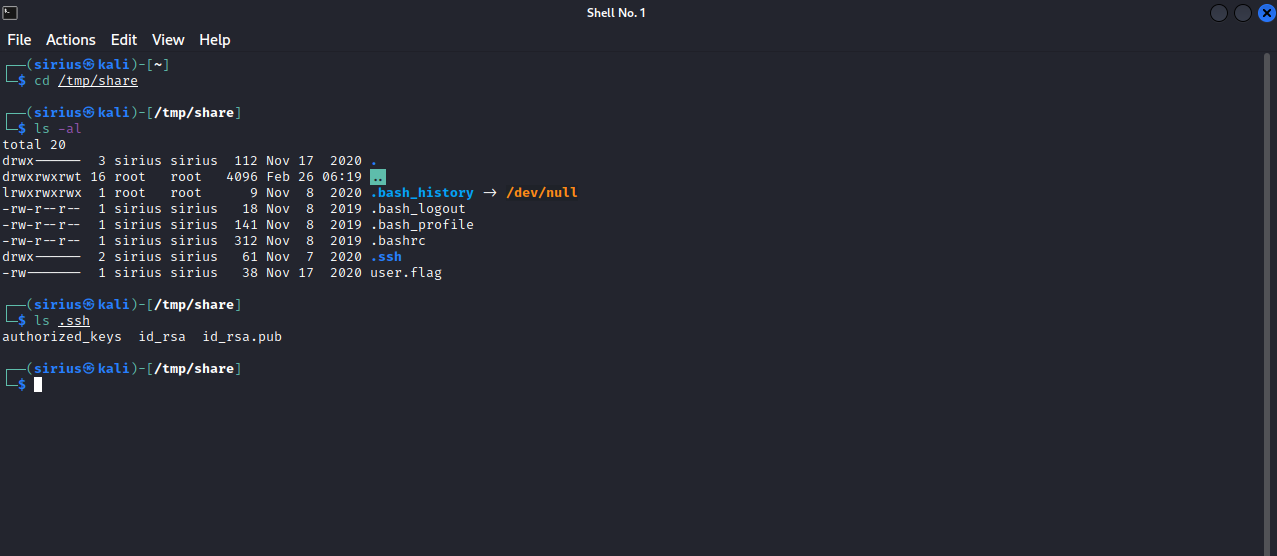 Shell No. 1
File Actions Edit View Help
┌──(sirius㉿kali)-[~]
└─$ cd /tmp/share
┌──(sirius㉿kali)-[/tmp/share]
└─$ ls -al
total 20
drwx------ 3 sirius sirius 112 Nov 17 2020 .
drwxrwxrwt 16 root root 4096 Feb 26 06:19 ..
lrwxrwxrwx 1 root root 9 Nov 8 2020 .bash_history -> /dev/null
-rw-r--r-- 1 sirius sirius 18 Nov 8 2019 .bash_logout
-rw-r--r-- 1 sirius sirius 141 Nov 8 2019 .bash_profile
-rw-r--r-- 1 sirius sirius 312 Nov 8 2019 .bashrc
drwx------ 2 sirius sirius 61 Nov 7 2020 .ssh
-rw------- 1 sirius sirius 38 Nov 17 2020 user.flag
┌──(sirius㉿kali)-[/tmp/share]
└─$ ls .ssh
authorized_keys id_rsa id_rsa.pub
┌──(sirius㉿kali)-[/tmp/share]
└─$